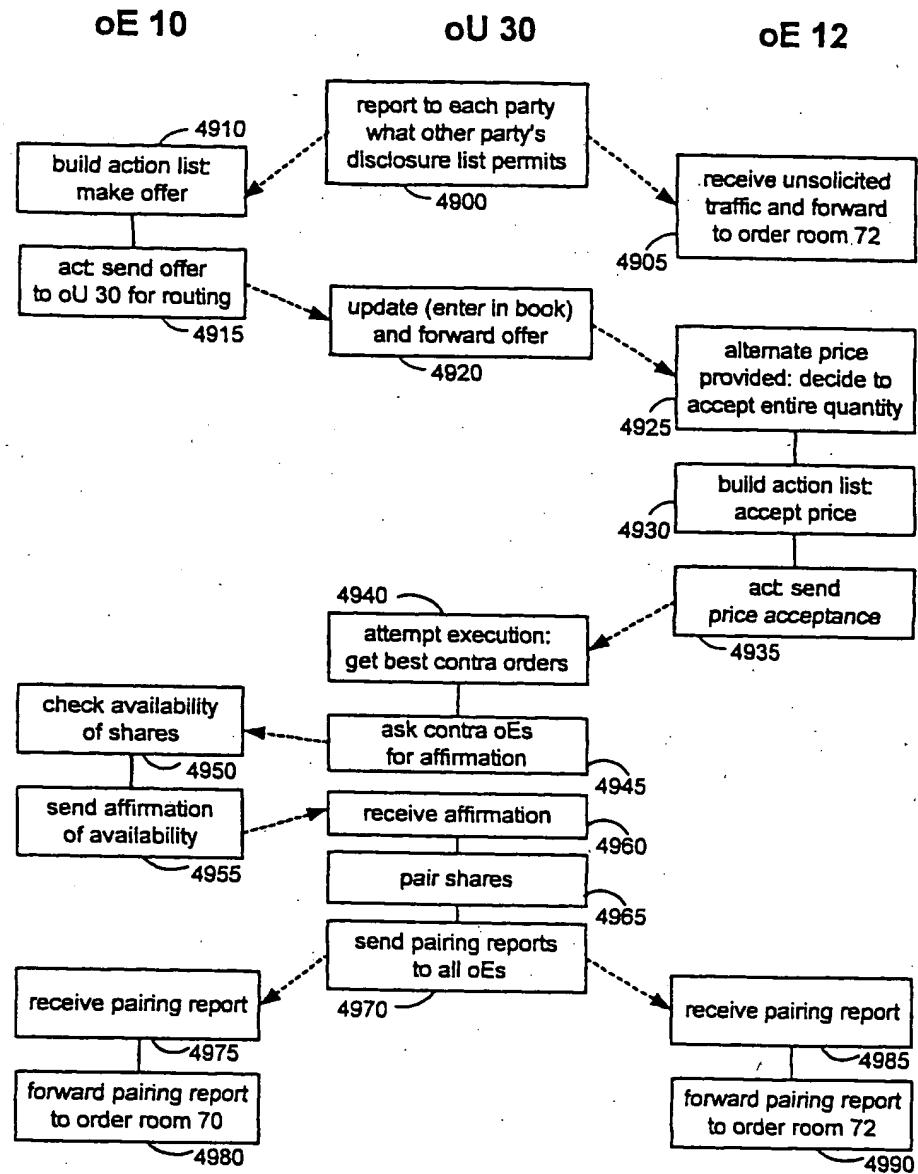 oE 10
oU 30
oE 12
report to each party
what other party's
disclosure list permits
4900
4910
build action list:
make offer
receive unsolicited
traffic and forward
to order room 72
4905
act: send offer
to oU 30 for routing
4915
update (enter in book)
and forward offer
4920
alternate price
provided: decide to
accept entire quantity
4925
build action list:
accept price
4930
act: send
price acceptance
4935
4940
attempt execution:
get best contra orders
check availability
of shares
4950
ask contra oEs
for affirmation
4945
send affirmation
of availability
4955
receive affirmation
4960
pair shares
4965
send pairing reports
to all oEs
4970
receive pairing report
4975
receive pairing report
4985
forward pairing report
to order room 70
4980
forward pairing report
to order room 72
4990